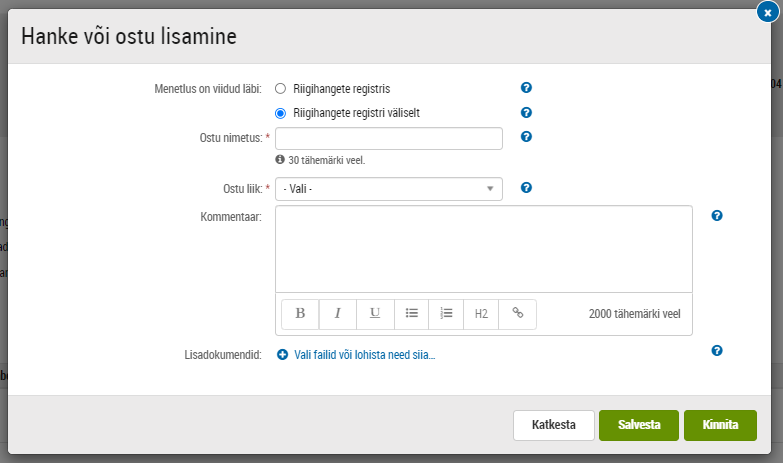 Hanke või ostu lisamine
04
Menetlus on viidud läbi:
Riigihangete registris
Riigihangete registri väliselt
Ostu nimetus: *
30 tähemärki veel.
Ostu liik: *
- Vali -
Kommentaar:
B I U H2
2000 tähemärki veel
Lisadokumendid:
Vali failid või lohista need siia...
Katkesta
Salvesta
Kinnita